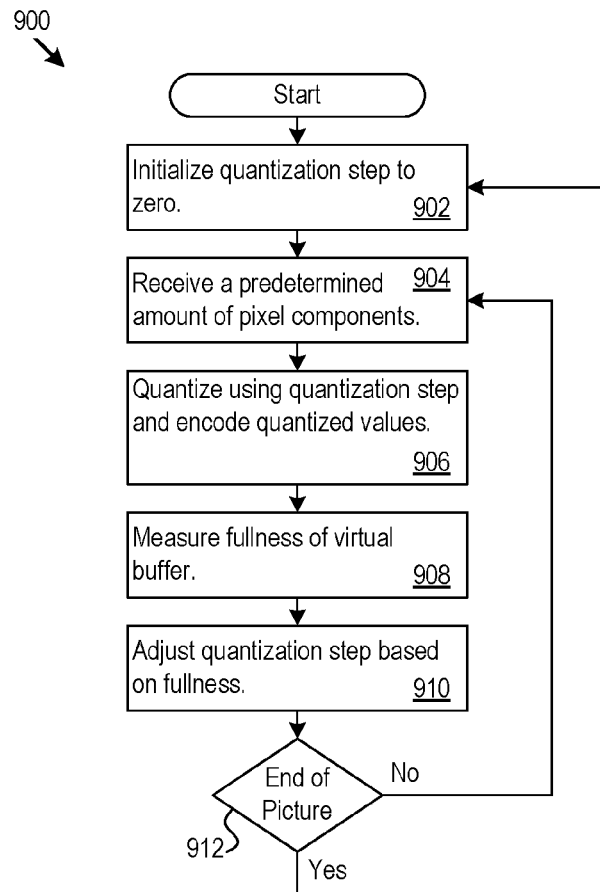 900
Start
Initialize quantization step to
zero.
902
Receive a predetermined
904
amount of pixel components.
Quantize using quantization step
and encode quantized values.
906
Measure fullness of virtual
buffer.
908
Adjust quantization step based
on fullness.
910
End of
Picture
No
912
Yes